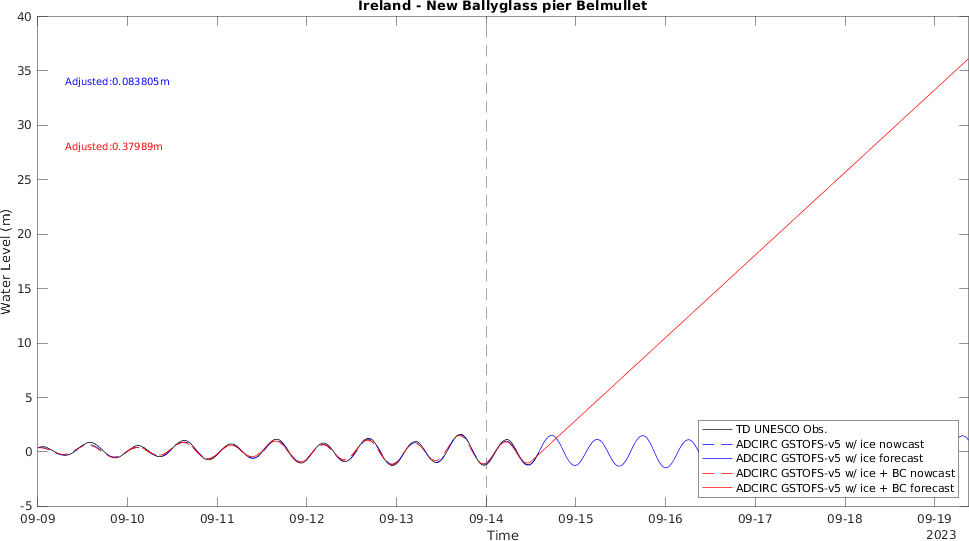 Ireland - New Ballyglass pier Belmullet
40
35
30
25
20
15
10
5
0
-5
Water Level (m)
Adjusted:0.083805m
Adjusted:0.37989m
TD UNESCO Obs.
ADCIRC GSTOFS-v5 w/ ice nowcast
ADCIRC GSTOFS-v5 w/ ice forecast
ADCIRC GSTOFS-v5 w/ ice + BC nowcast
ADCIRC GSTOFS-v5 w/ ice + BC forecast
09-09 09-10 09-11 09-12 09-13 09-14 09-15 09-16 09-17 09-18 09-19
2023
Time